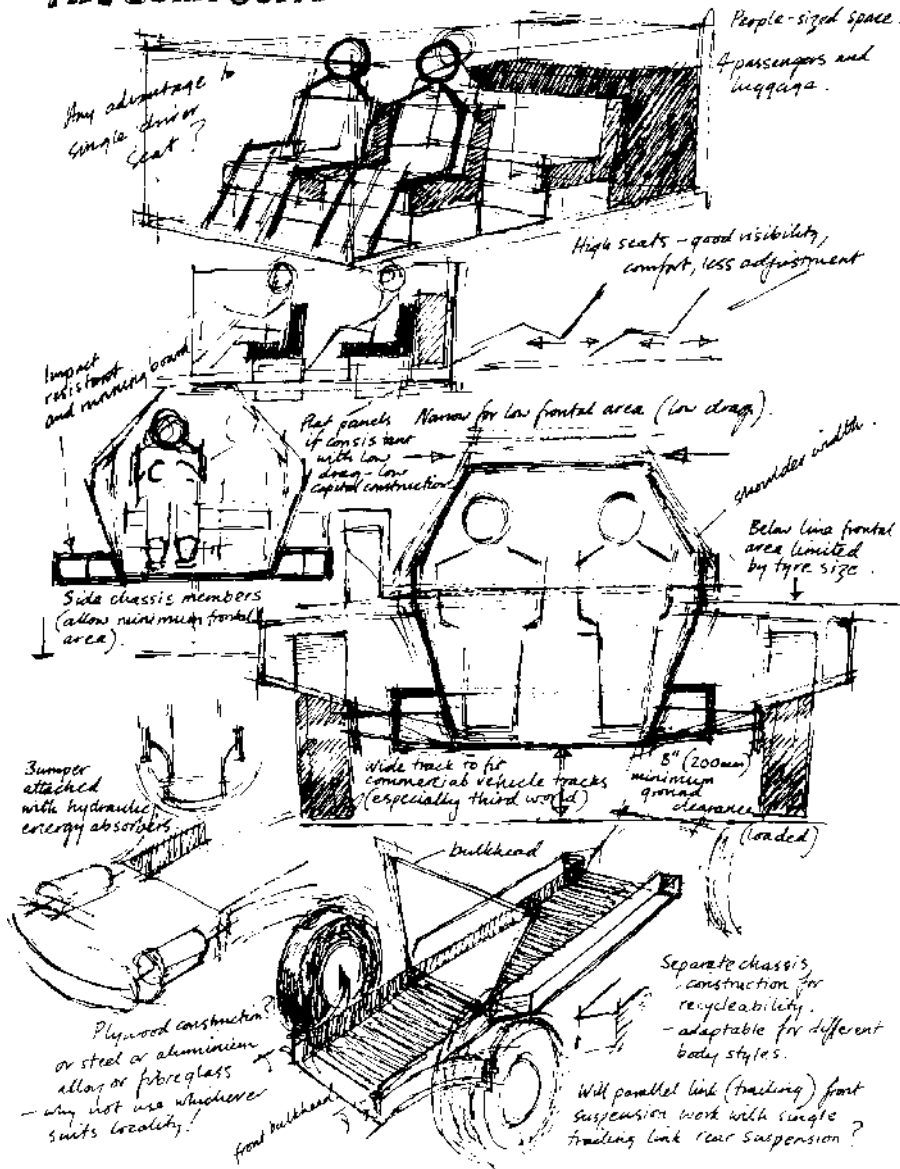 People-sized space.
4 passengers and
luggage.
Any advantage to
single driver
seat?
High seats - good visibility,
comfort, less adjustment
Impact
resistant
and running board
Flat panels
if consistant
with low
drag - low
capital construction
Narrow for low frontal area (low drag).
shoulder width.
Below line frontal
area limited
by tyre size.
Side chassis members
(allow minimum frontal
area).
Bumper
attached
with hydraulic
energy absorbers
Wide track to fit
commercial vehicle tracks
(especially third world)
8" (200mm)
minimum
ground
clearance
(loaded)
bulkhead
Separate chassis
construction for
recycleability.
- adaptable for different
body styles.
Plywood construction?
or steel or aluminium
alloy or fibreglass
- why not use whichever
suits locality!
front bulkhead
Will parallel link (trailing) front
suspension work with single
trailing link rear suspension?